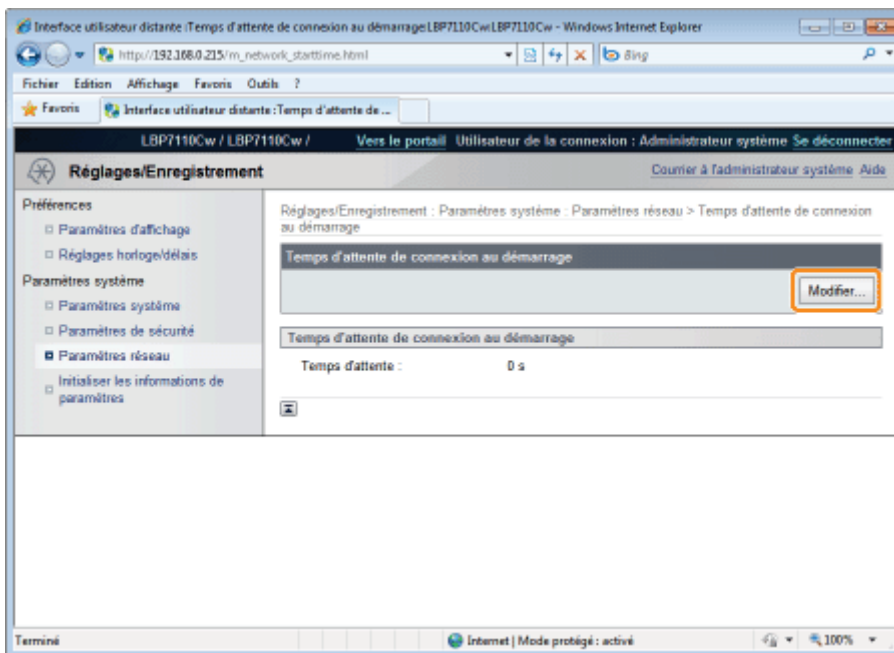 Interface utilisateur distante :Temps d'attente de connexion au démarrage:LBP7110Cw:LBP7110Cw - Windows Internet Explorer
http://192.168.0.215/m_network_starttime.html
Bing
Fichier Edition Affichage Favoris Outils ?
Favoris Interface utilisateur distante :Temps d'attente de ...
LBP7110Cw / LBP7110Cw / Vers le portail Utilisateur de la connexion : Administrateur système Se déconnecter
Réglages/Enregistrement Courrier à l'administrateur système Aide
Préférences
Paramètres d'affichage
Réglages horloge/délais
Paramètres système
Paramètres système
Paramètres de sécurité
Paramètres réseau
Initialiser les informations de
paramètres
Réglages/Enregistrement : Paramètres système : Paramètres réseau > Temps d'attente de connexion
au démarrage
Temps d'attente de connexion au démarrage
Modifier...
Temps d'attente de connexion au démarrage
Temps d'attente : 0 s
Terminé Internet | Mode protégé : activé 100%